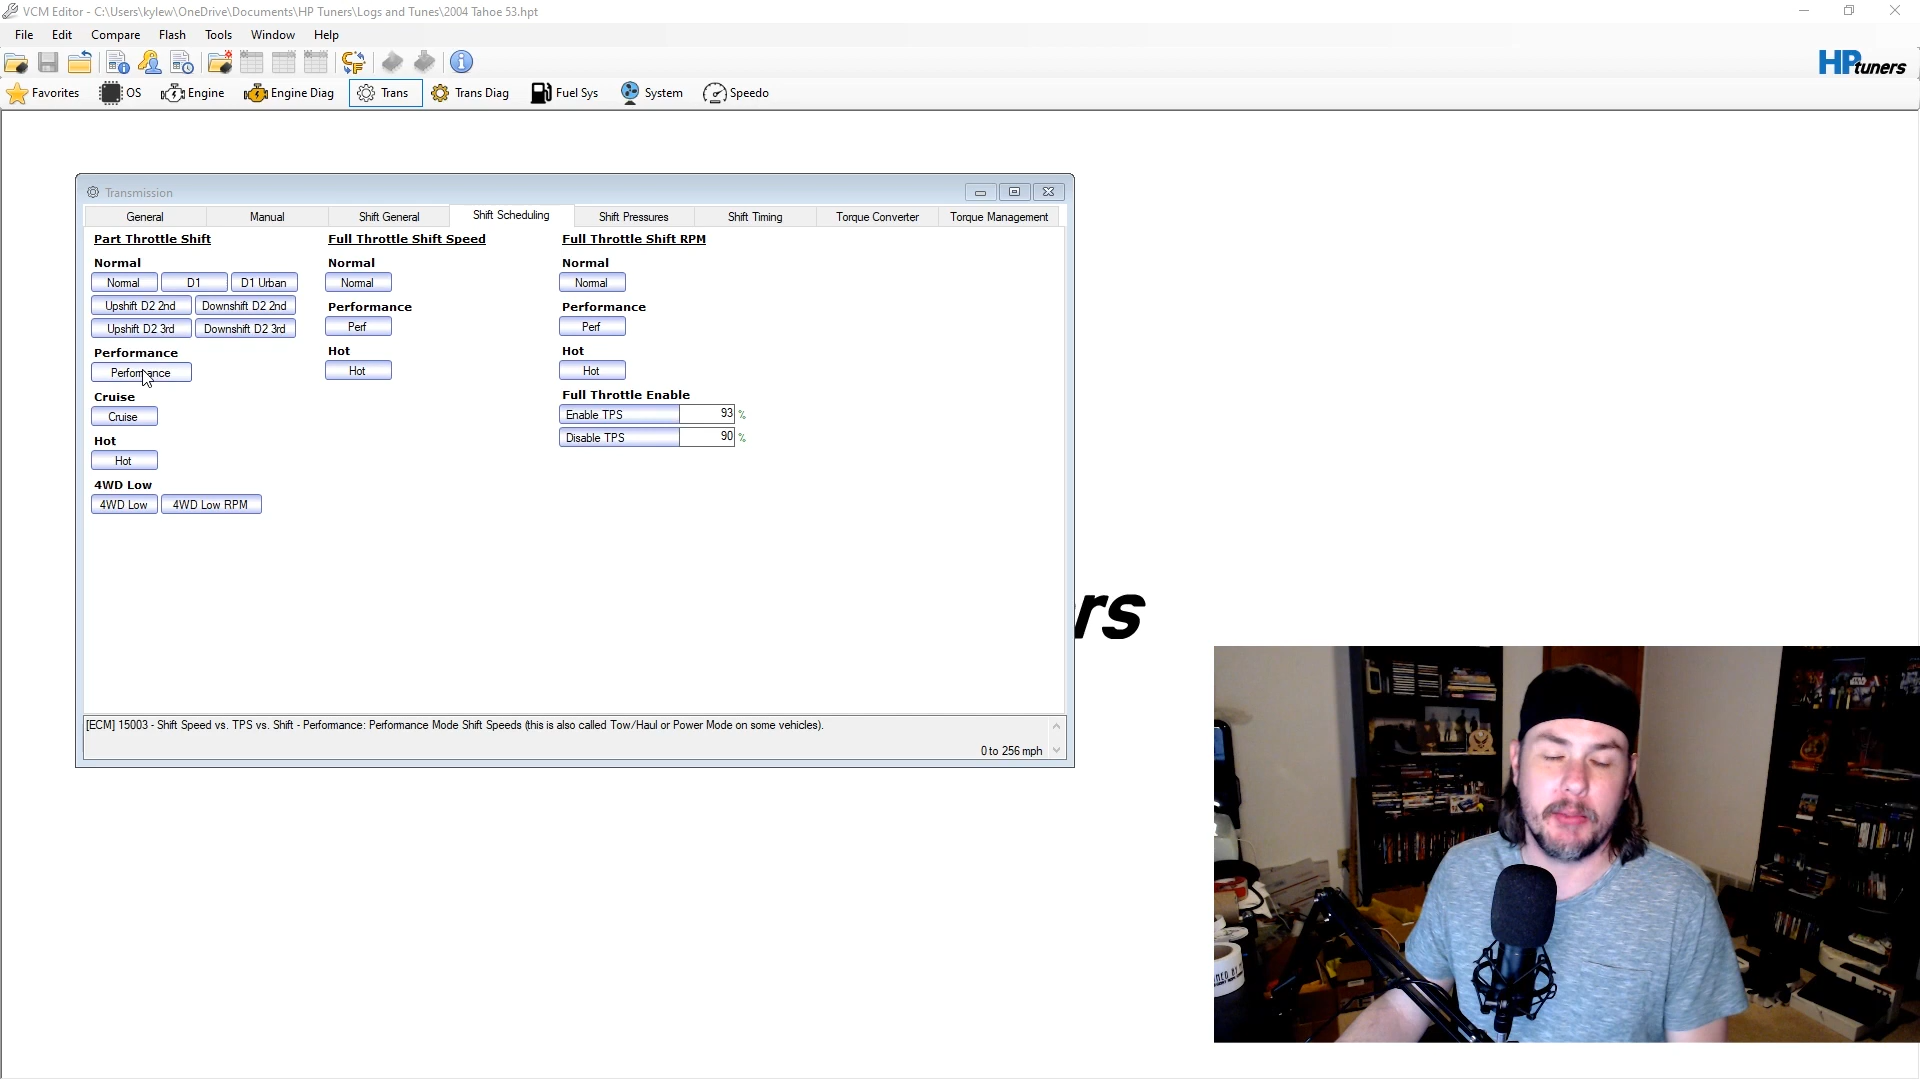 VCM Editor - C:\Users\kylew\OneDrive\Documents\HP Tuners\Logs and Tunes\2004 Tahoe 53.hpt
File Edit Compare Flash Tools Window Help
HPtuners
Favorites OS Engine Engine Diag Trans Trans Diag Fuel Sys System Speedo
Transmission
General Manual Shift General Shift Scheduling Shift Pressures Shift Timing Torque Converter Torque Management
Part Throttle Shift Full Throttle Shift Speed Full Throttle Shift RPM
Normal Normal Normal
Normal D1 D1 Urban Normal Normal
Upshift D2 2nd Downshift D2 2nd Performance Performance
Upshift D2 3rd Downshift D2 3rd Perf Perf
Performance Hot Hot
Performance Hot Hot
Cruise Full Throttle Enable
Cruise Enable TPS 93 %
Hot Disable TPS 90 %
Hot
4WD Low
4WD Low 4WD Low RPM
rs
[ECM] 15003 - Shift Speed vs. TPS vs. Shift - Performance: Performance Mode Shift Speeds (this is also called Tow/Haul or Power Mode on some vehicles).
0 to 256 mph